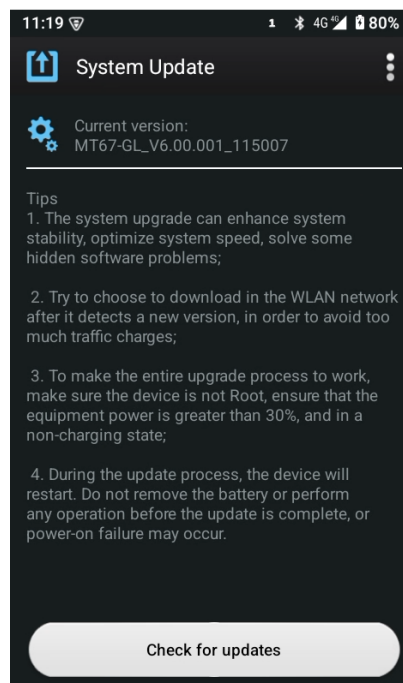 11:19 1 4G 4G 80%
System Update
Current version:
MT67-GL_V6.00.001_115007
Tips
1. The system upgrade can enhance system
stability, optimize system speed, solve some
hidden software problems;
2. Try to choose to download in the WLAN network
after it detects a new version, in order to avoid too
much traffic charges;
3. To make the entire upgrade process to work,
make sure the device is not Root, ensure that the
equipment power is greater than 30%, and in a
non-charging state;
4. During the update process, the device will
restart. Do not remove the battery or perform
any operation before the update is complete, or
power-on failure may occur.
Check for updates